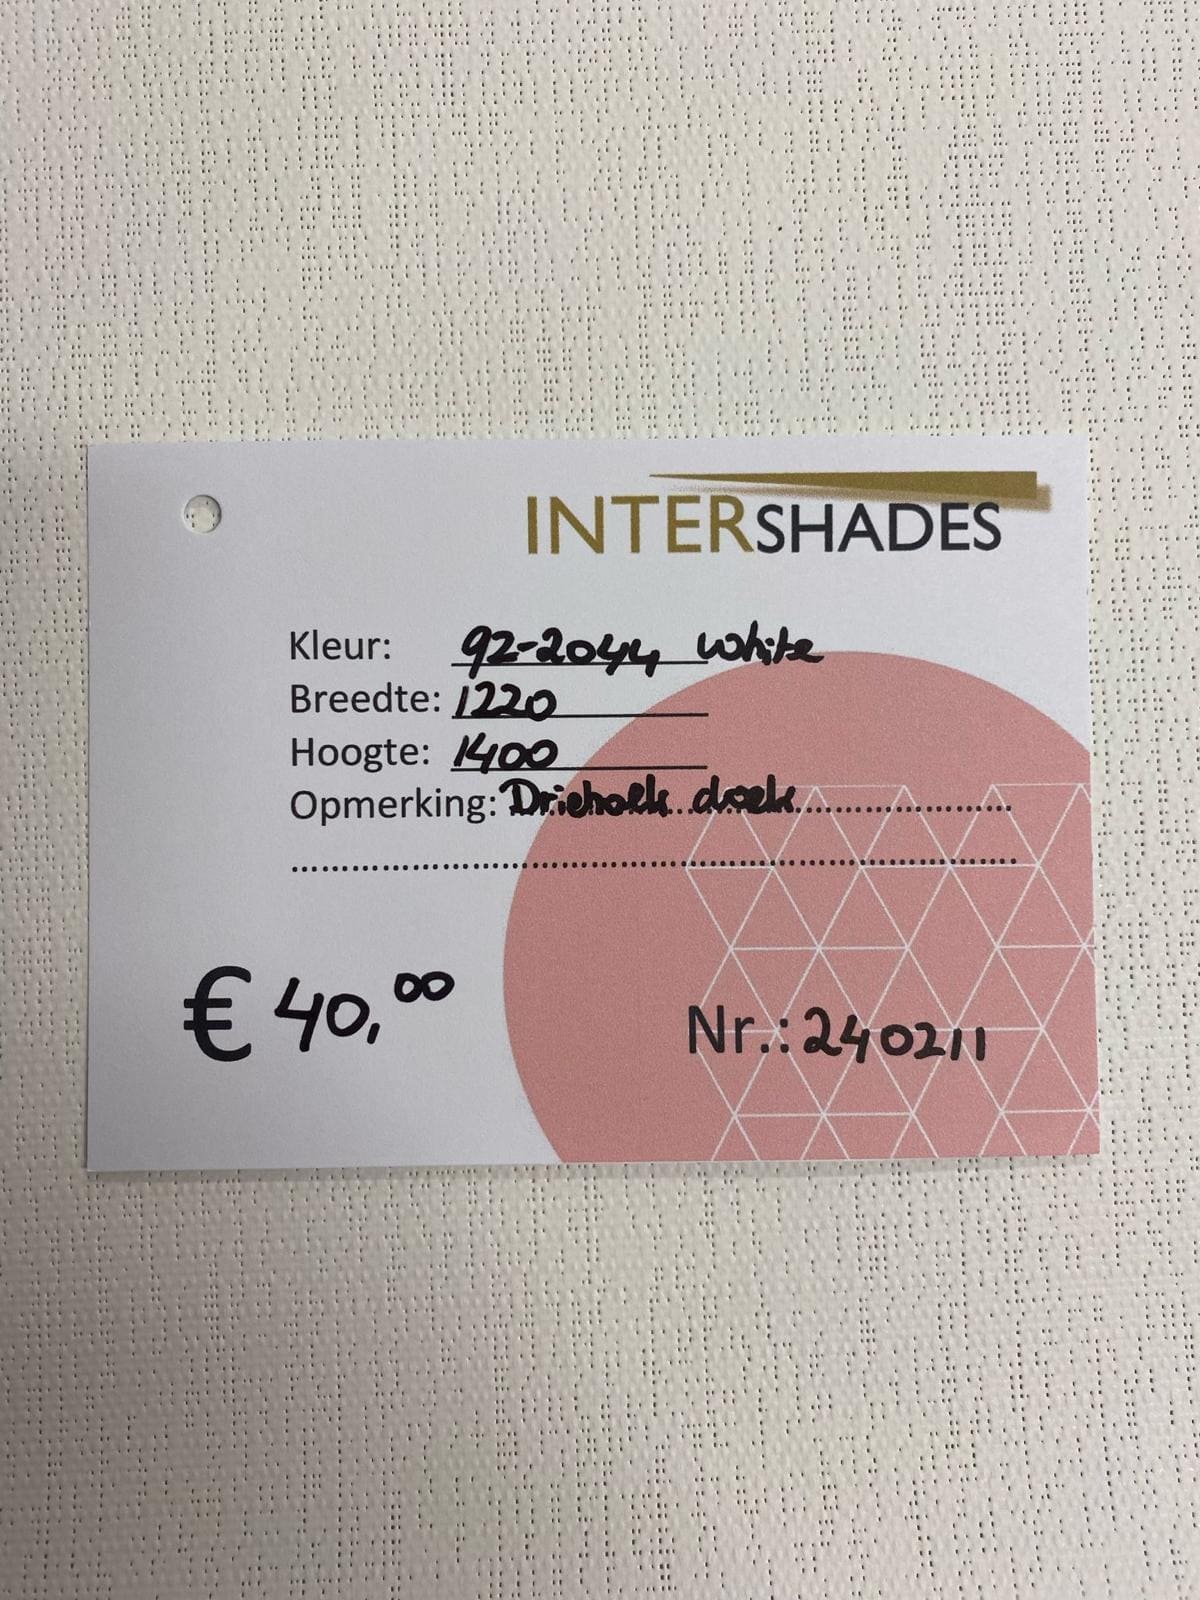 INTERSHADES
Kleur: 92-2044 white
Breedte: 1220
Hoogte: 1400
Opmerking: Driehoek doek
€ 40,00
Nr.: 240211